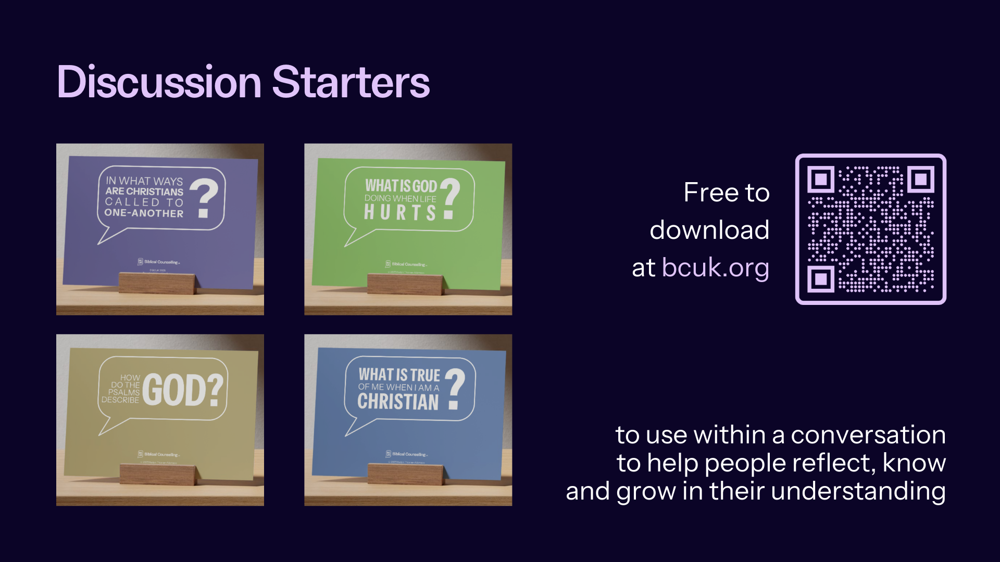 Discussion Starters
IN WHAT WAYS
ARE CHRISTIANS
CALLED TO
ONE-ANOTHER
?
Biblical Counselling
© BCUK 2025
WHAT IS GOD
DOING WHEN LIFE
HURTS
?
Biblical Counselling
HOW
DO THE
PSALMS
DESCRIBE
GOD?
Biblical Counselling
WHAT IS TRUE
OF ME WHEN I AM A
CHRISTIAN
?
Biblical Counselling
Free to
download
at bcuk.org
to use within a conversation
to help people reflect, know
and grow in their understanding